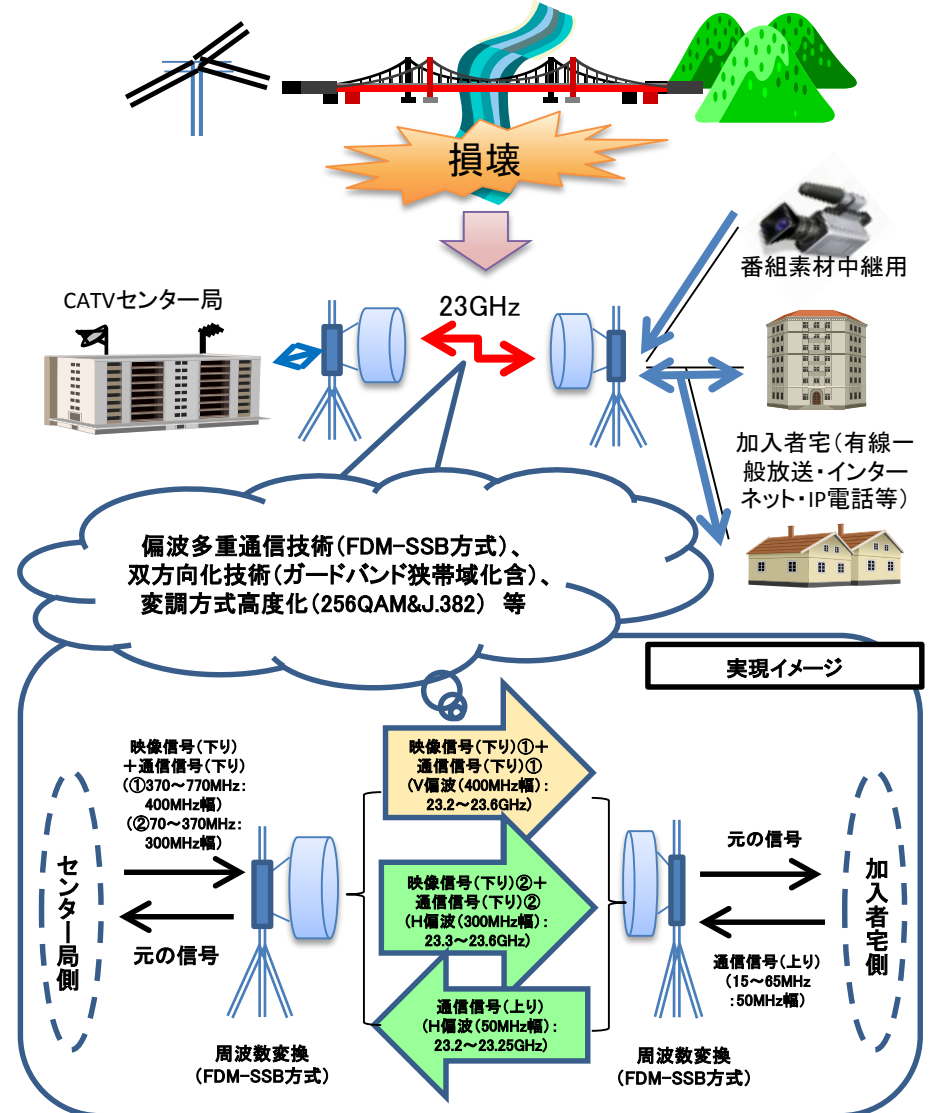 損壊
番組素材中継用
CATVセンター局
23GHz
加入者宅（有線一
般放送・インター
ネット・IP電話等）
偏波多重通信技術（FDM-SSB方式）、
双方向化技術（ガードバンド狭帯域化含）、
変調方式高度化（256QAM&J.382） 等
実現イメージ
映像信号（下り）
＋通信信号（下り）
（①370～770MHz：
400MHz幅）
（②70～370MHz：
300MHz幅）
映像信号（下り）①＋
通信信号（下り）①
（V偏波（400MHz幅）：
23.2～23.6GHz）
センター局側
元の信号
映像信号（下り）②＋
通信信号（下り）②
（H偏波（300MHz幅）：
23.3～23.6GHz）
元の信号
加入者宅側
通信信号（上り）
（15～65MHz
：50MHz幅）
通信信号（上り）
（H偏波（50MHz幅）：
23.2～23.25GHz）
周波数変換
（FDM-SSB方式）
周波数変換
（FDM-SSB方式）